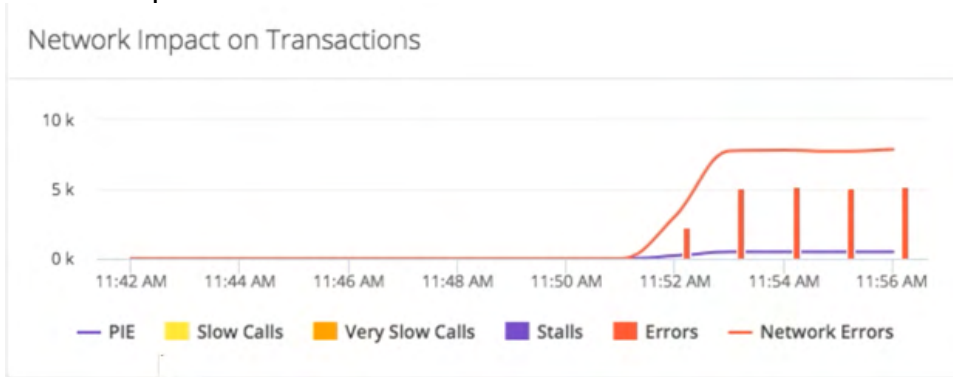 Network Impact on Transactions
10 k
5 k
0 k
11:42 AM 11:44 AM 11:46 AM 11:48 AM 11:50 AM 11:52 AM 11:54 AM 11:56 AM
PIE Slow Calls Very Slow Calls Stalls Errors Network Errors